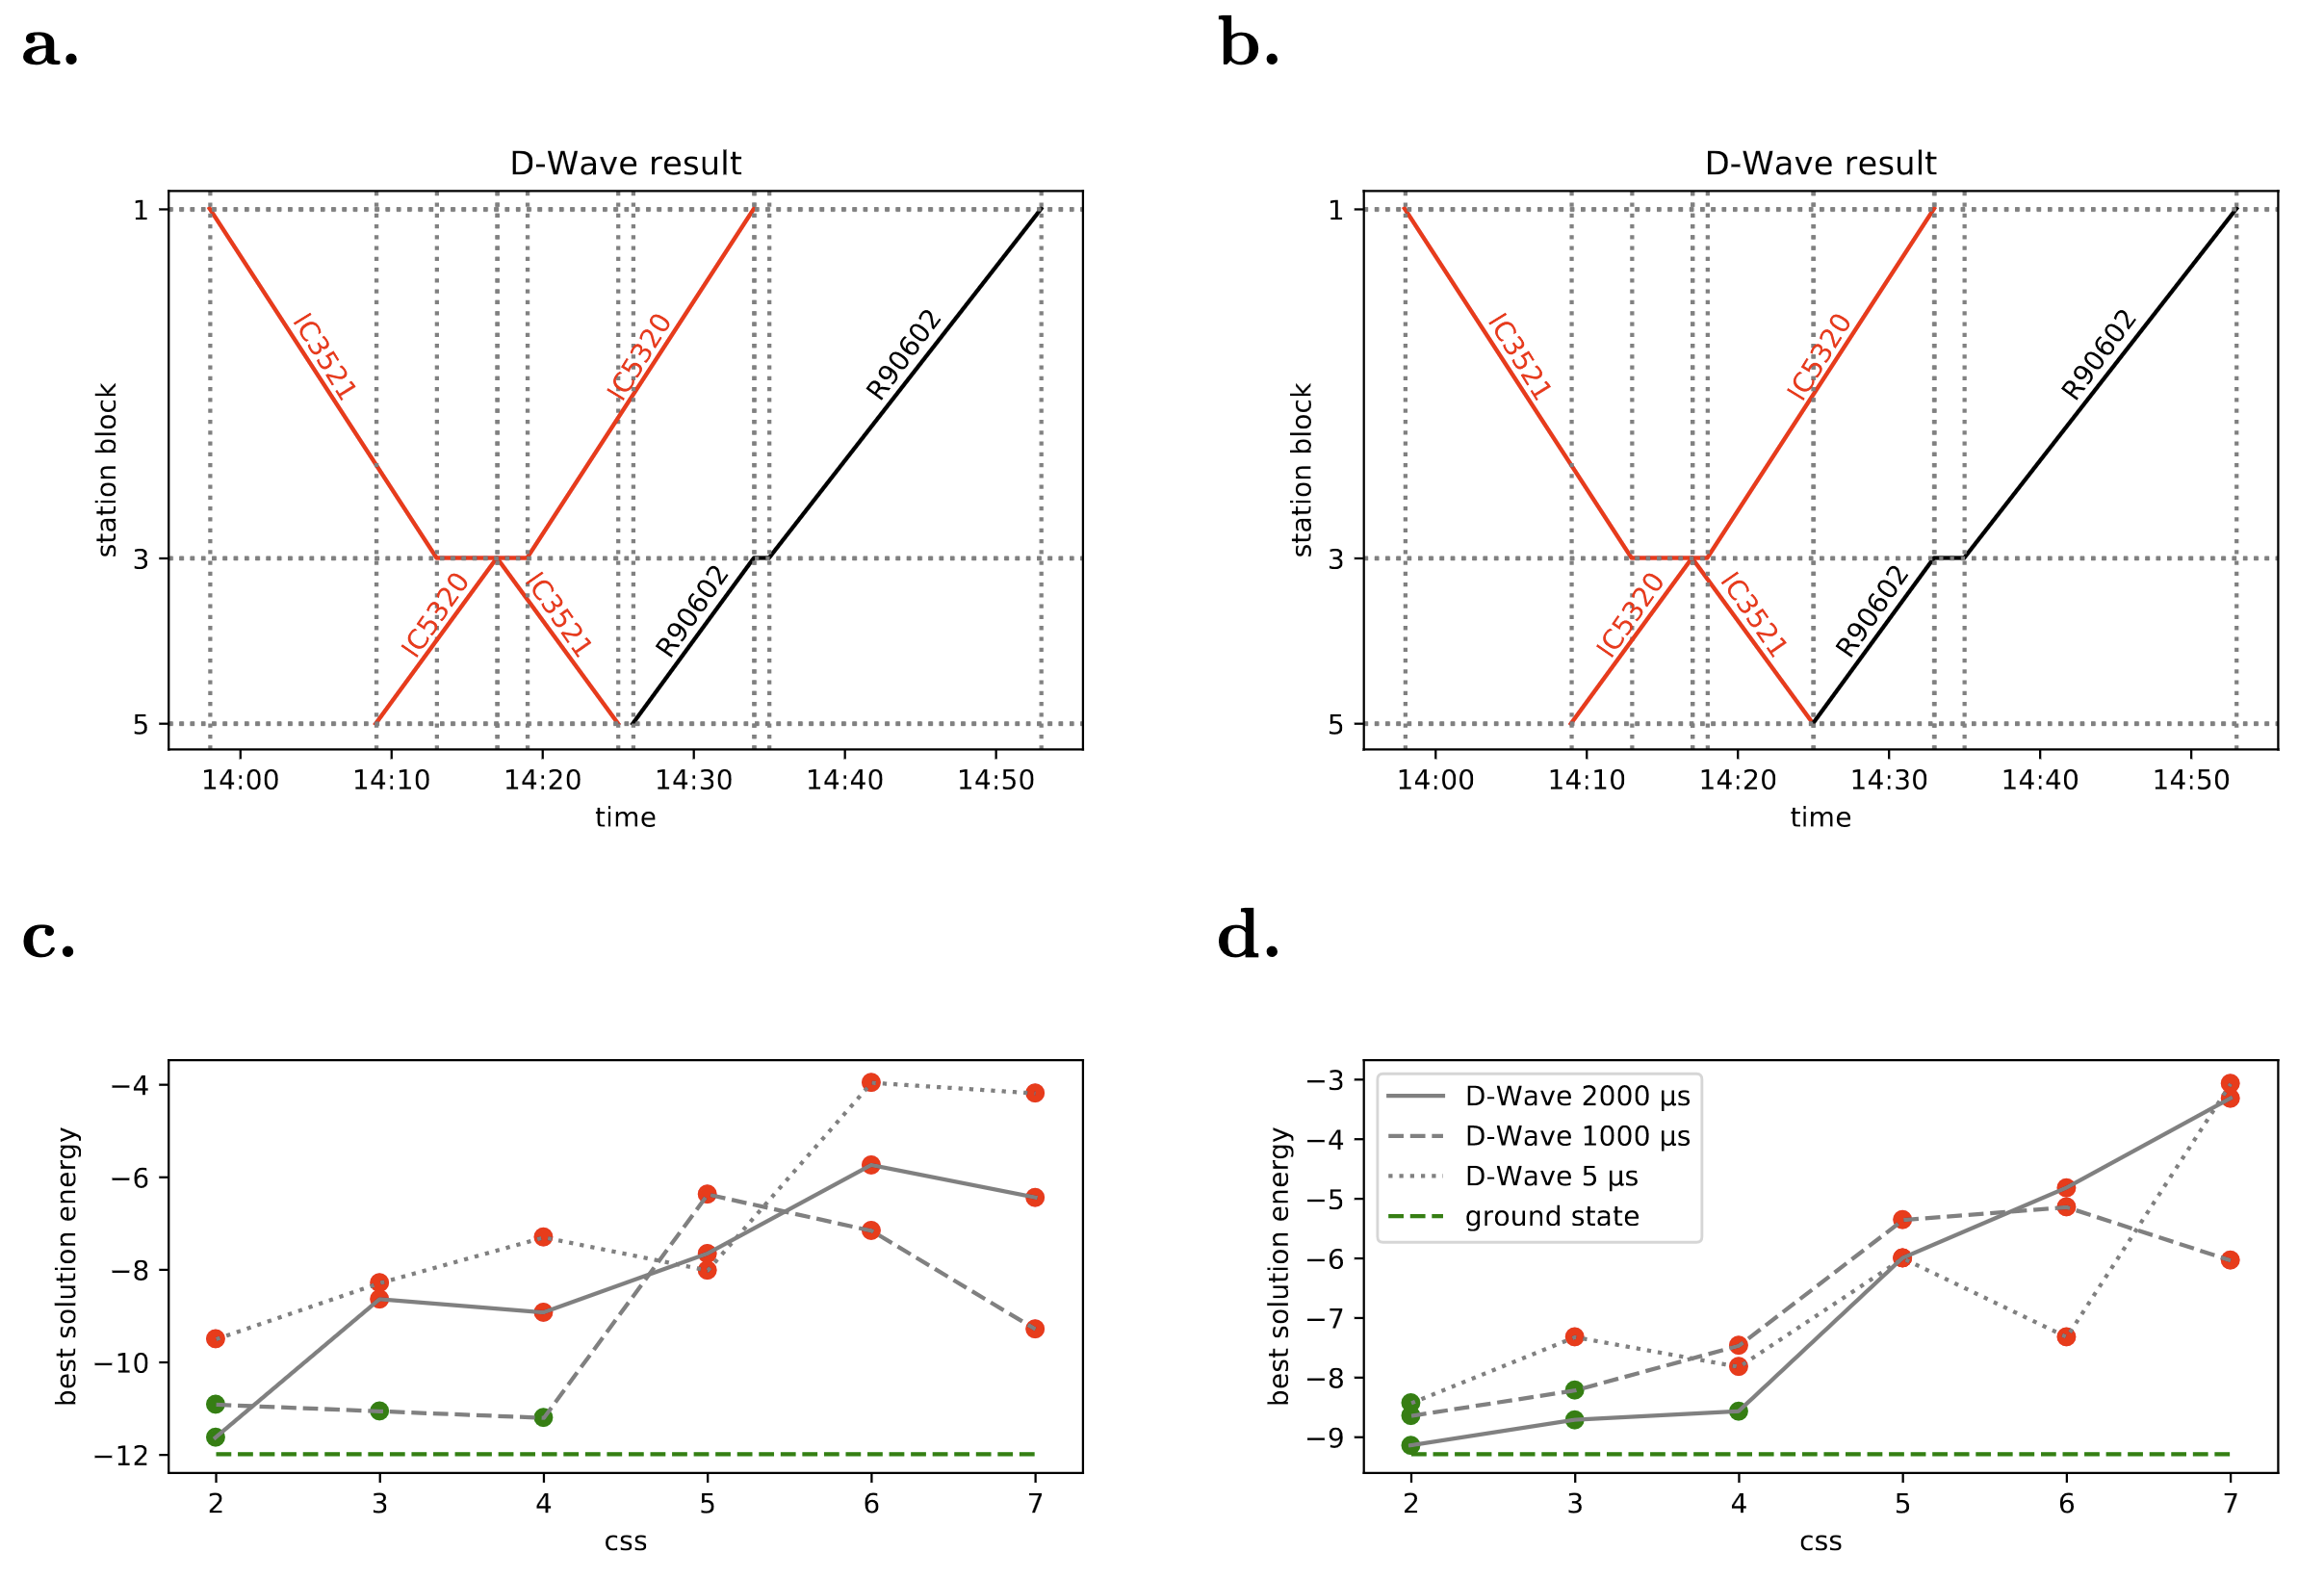 a.
D-Wave result
station block
1
3
5
IC3521
IC5320
R90602
IC5320
IC3521
R90602
14:00 14:10 14:20 14:30 14:40 14:50
time
b.
D-Wave result
station block
1
3
5
IC3521
IC5320
R90602
IC5320
IC3521
R90602
14:00 14:10 14:20 14:30 14:40 14:50
time
c.
best solution energy
−4
−6
−8
−10
−12
2 3 4 5 6 7
css
d.
best solution energy
−3
−4
−5
−6
−7
−8
−9
D-Wave 2000 μs
D-Wave 1000 μs
D-Wave 5 μs
ground state
2 3 4 5 6 7
css